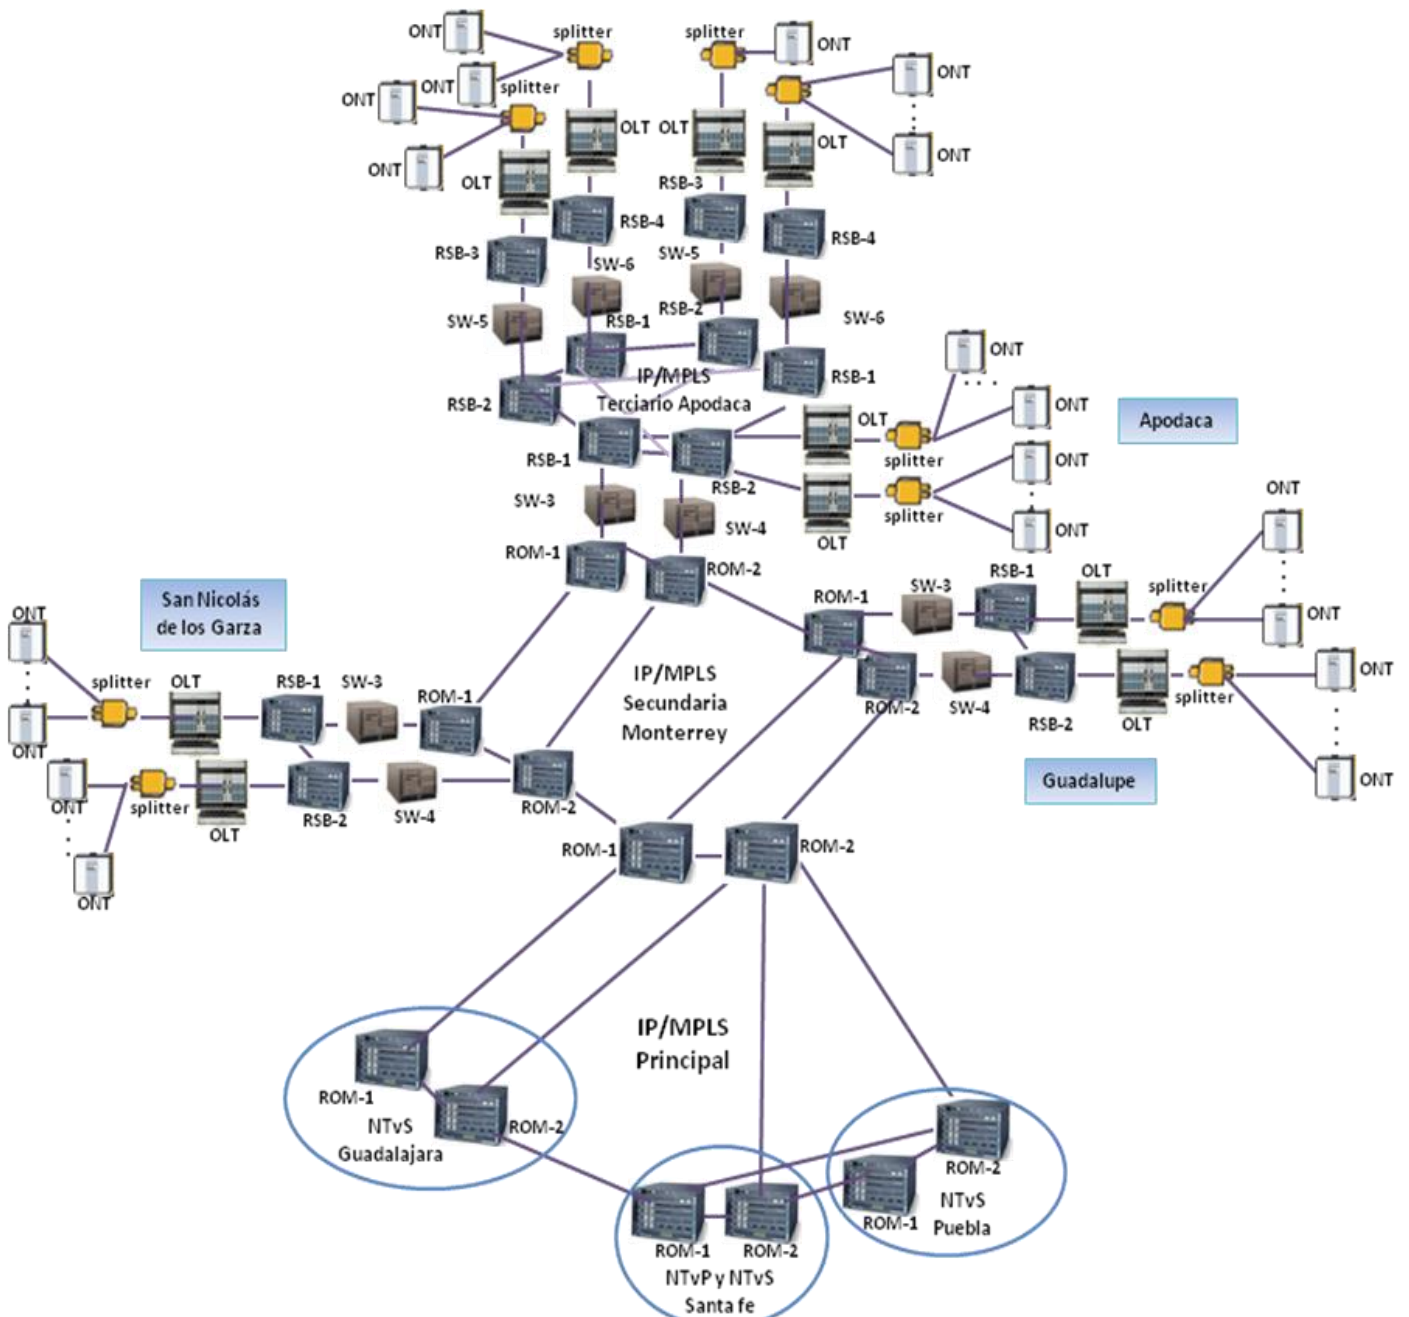 ONT
splitter
splitter
ONT
ONT
ONT
splitter
ONT
ONT
OLT
OLT
OLT
ONT
ONT
OLT
RSB-3
RSB-4
RSB-4
RSB-3
SW-5
SW-6
RSB-2
SW-5
RSB-1
SW-6
ONT
IP/MPLS
Terciario Apodaca
RSB-1
RSB-2
ONT
OLT
Apodaca
RSB-1
splitter
ONT
RSB-2
SW-3
splitter
ONT
SW-4
OLT
ONT
ROM-1
ROM-2
SW-3
RSB-1
OLT
splitter
ROM-1
ONT
San Nicolás
de los Garza
ONT
IP/MPLS
Secundaria
Monterrey
ONT
splitter
OLT
RSB-1
SW-3
ROM-1
ROM-2
SW-4
RSB-2
OLT
splitter
ONT
ONT
splitter
OLT
RSB-2
SW-4
ROM-2
Guadalupe
ONT
ROM-1
ROM-2
ONT
IP/MPLS
Principal
ROM-1
NTvS
Guadalajara
ROM-2
ROM-2
NTvS
Puebla
ROM-1
ROM-1
ROM-2
NTvP y NTvS
Santa fe